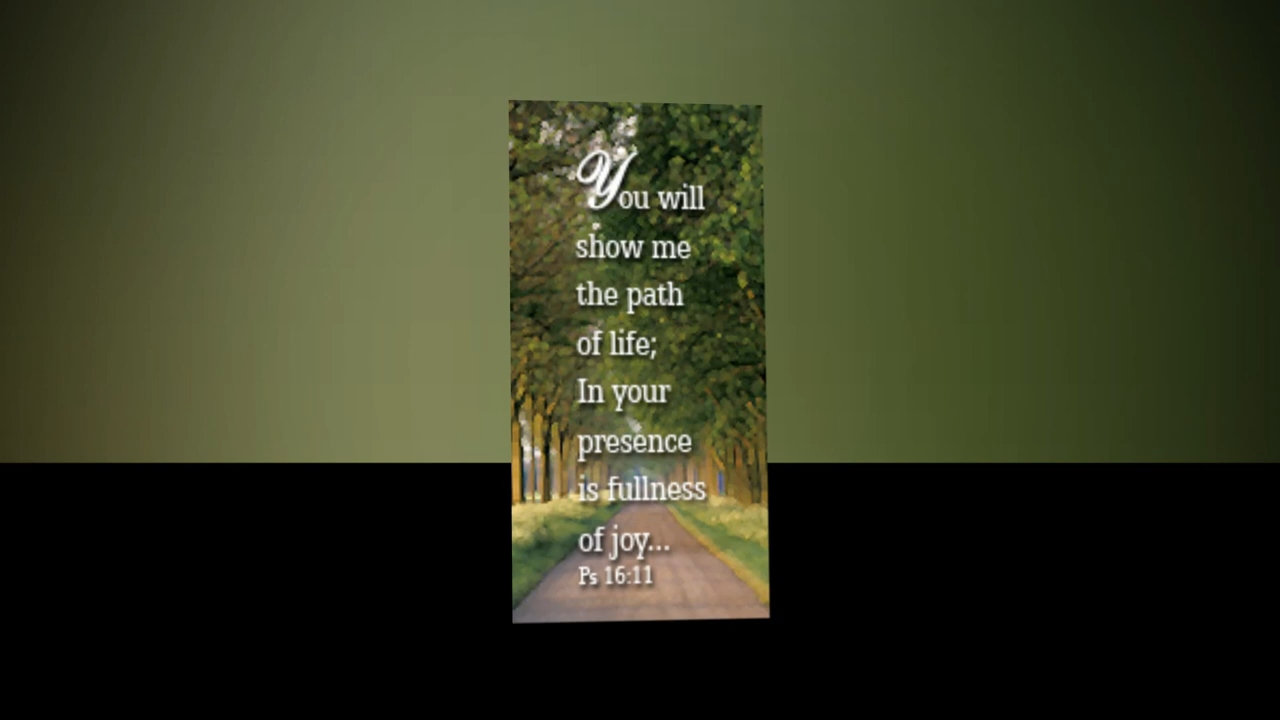 You will
show me
the path
of life;
In your
presence
is fullness
of joy...
Ps 16:11